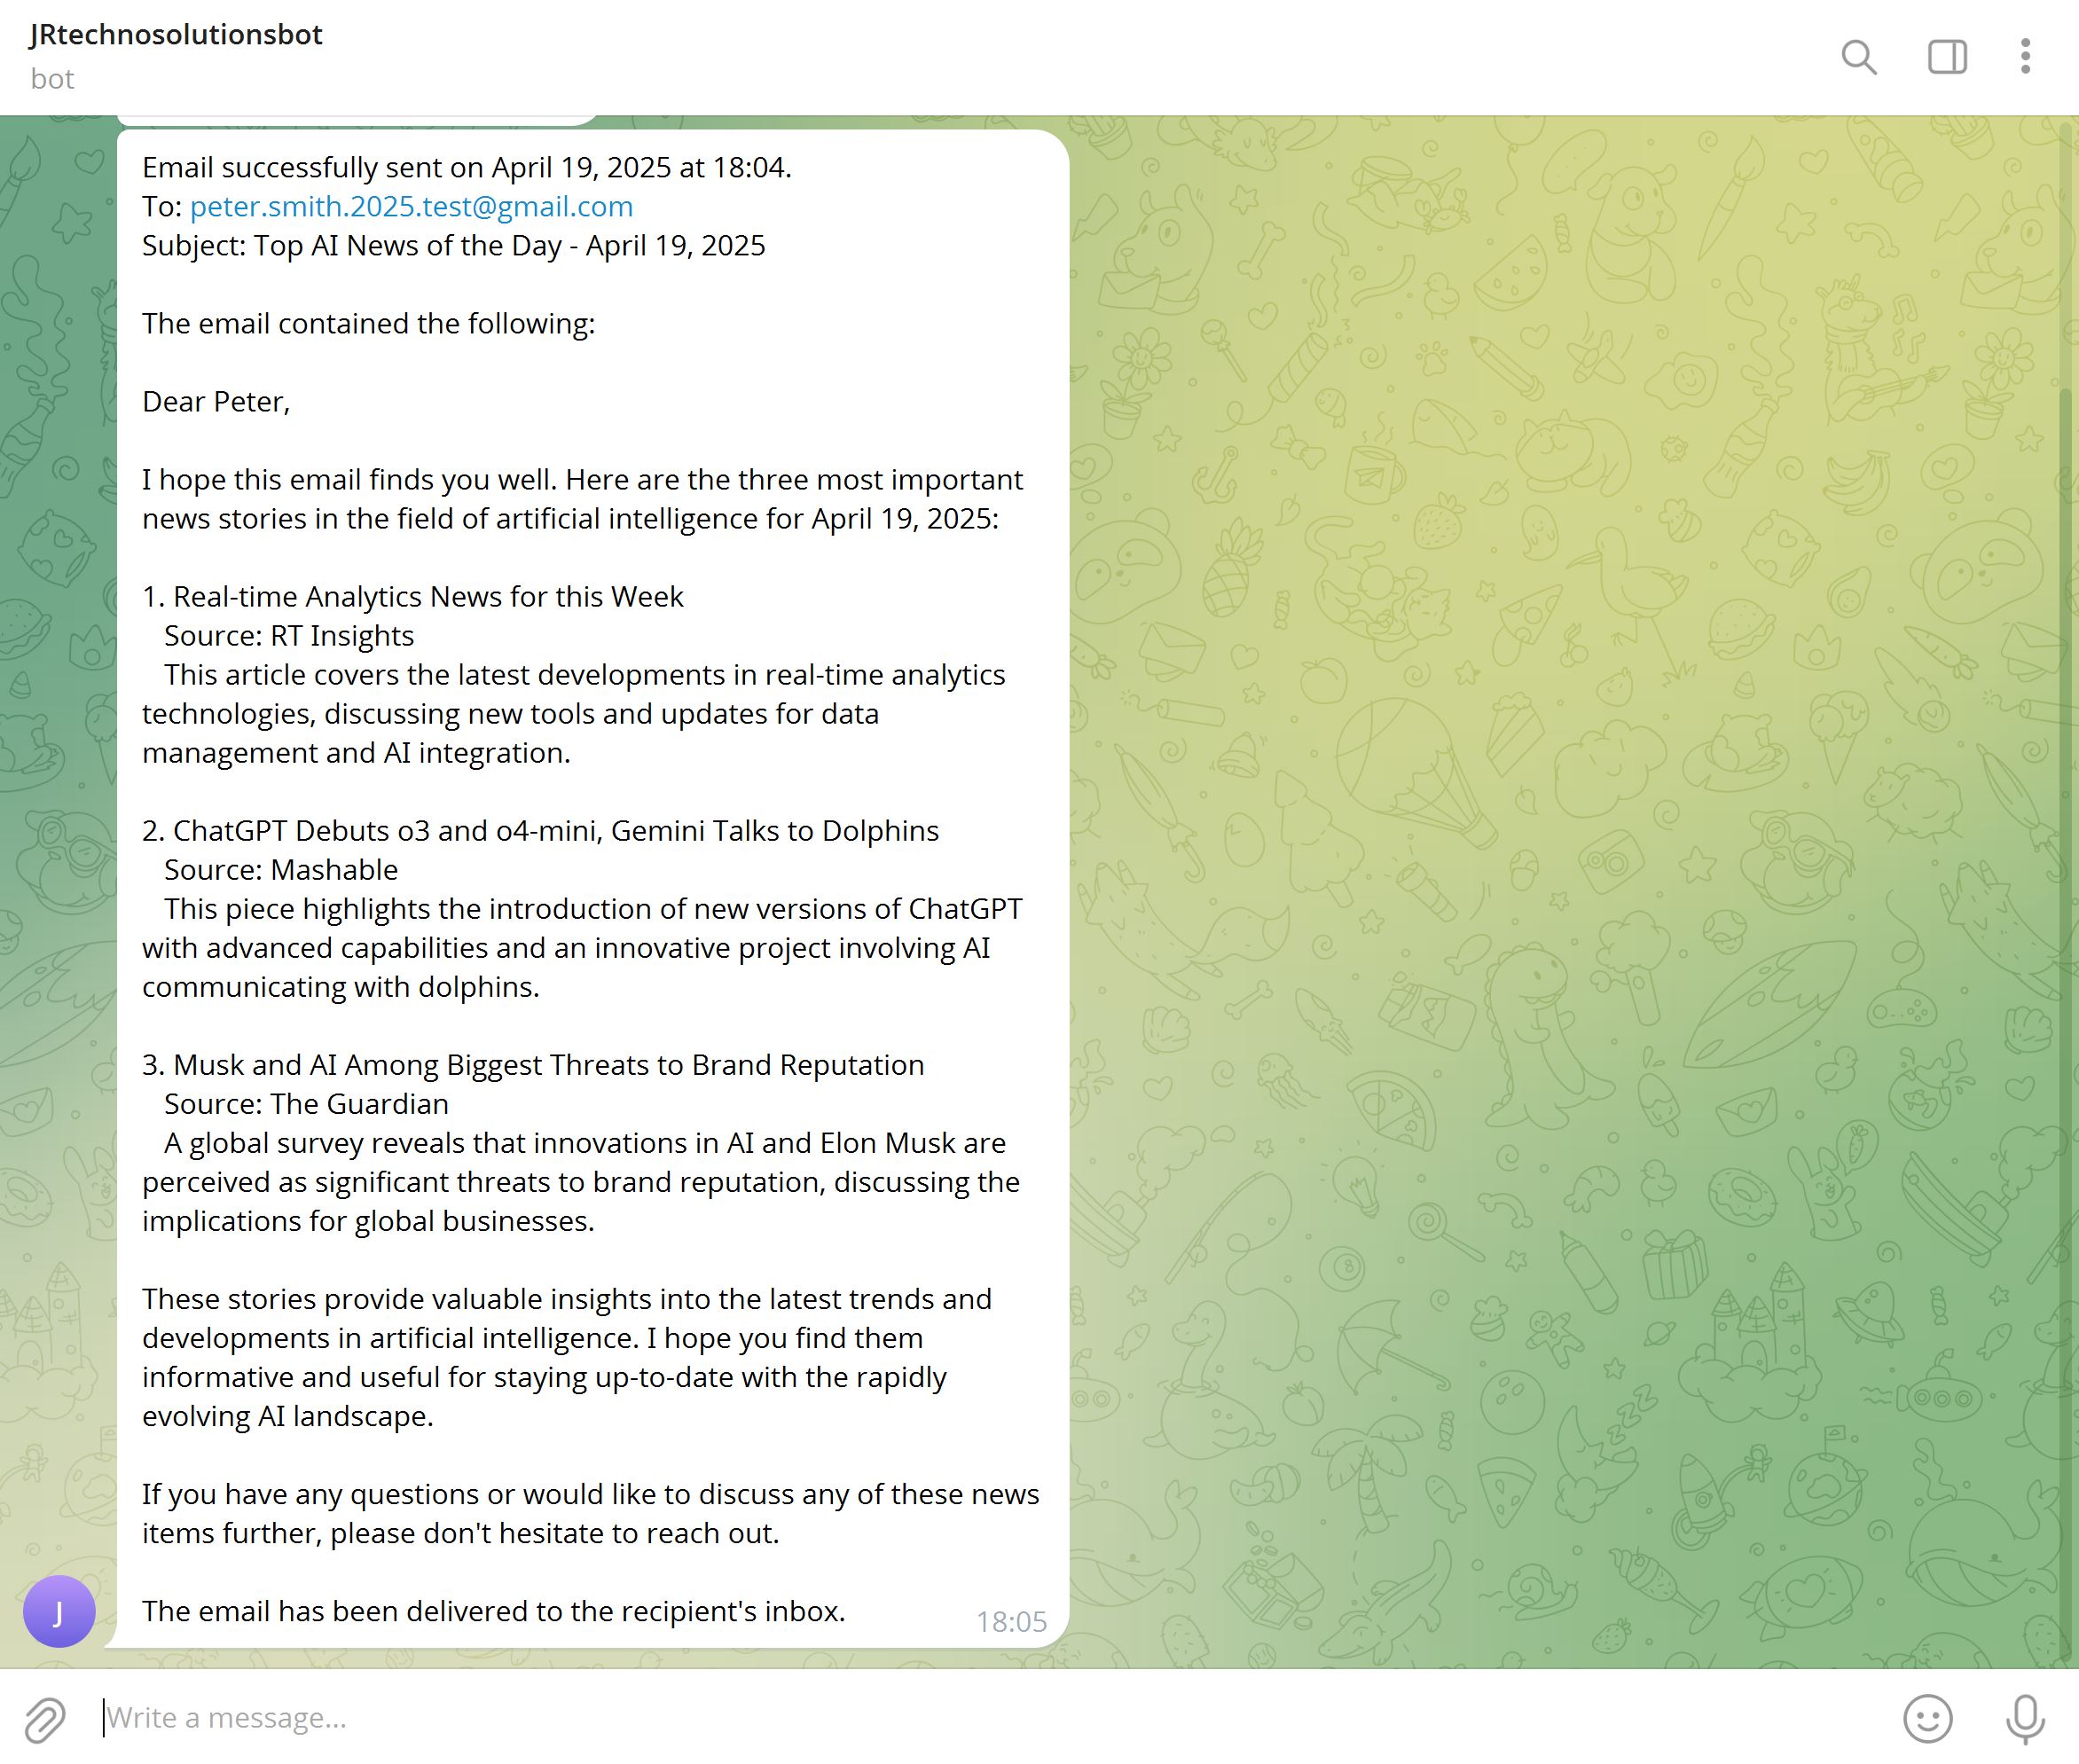 JRtechnosolutionsbot
bot
Email successfully sent on April 19, 2025 at 18:04.
To: peter.smith.2025.test@gmail.com
Subject: Top AI News of the Day - April 19, 2025
The email contained the following:
Dear Peter,
I hope this email finds you well. Here are the three most important
news stories in the field of artificial intelligence for April 19, 2025:
1. Real-time Analytics News for this Week
Source: RT Insights
This article covers the latest developments in real-time analytics
technologies, discussing new tools and updates for data
management and AI integration.
2. ChatGPT Debuts o3 and o4-mini, Gemini Talks to Dolphins
Source: Mashable
This piece highlights the introduction of new versions of ChatGPT
with advanced capabilities and an innovative project involving AI
communicating with dolphins.
3. Musk and AI Among Biggest Threats to Brand Reputation
Source: The Guardian
A global survey reveals that innovations in AI and Elon Musk are
perceived as significant threats to brand reputation, discussing the
implications for global businesses.
These stories provide valuable insights into the latest trends and
developments in artificial intelligence. I hope you find them
informative and useful for staying up-to-date with the rapidly
evolving AI landscape.
If you have any questions or would like to discuss any of these news
items further, please don't hesitate to reach out.
The email has been delivered to the recipient's inbox.
18:05
J
Write a message...